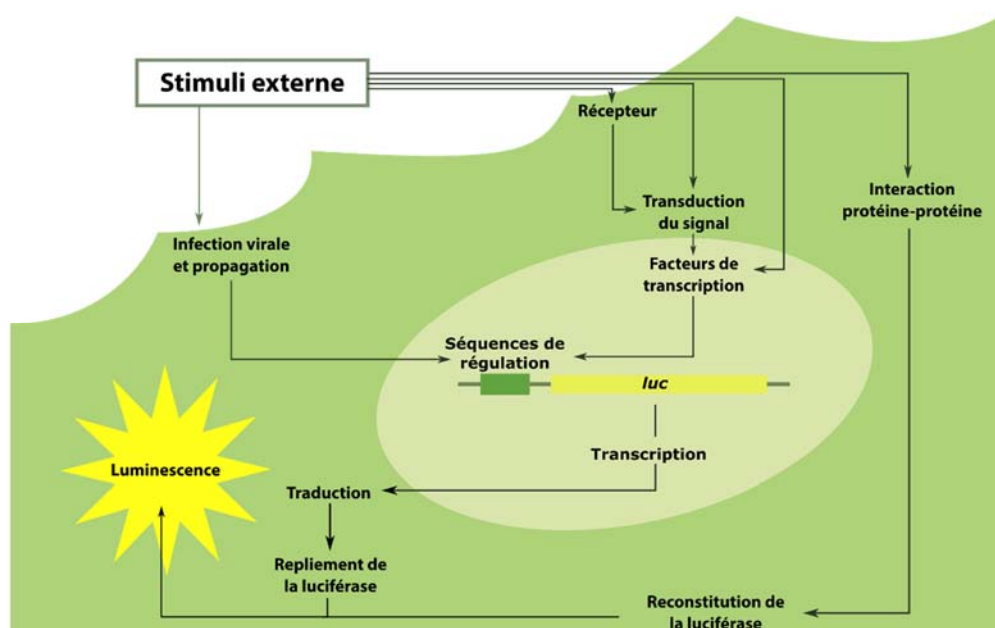 Stimuli externe
Récepteur
Interaction
protéine-protéine
Transduction
du signal
Infection virale
et propagation
Facteurs de
transcription
Séquences de
régulation
luc
Transcription
Luminescence
Traduction
Repliement de
la luciférase
Reconstitution de
la luciférase